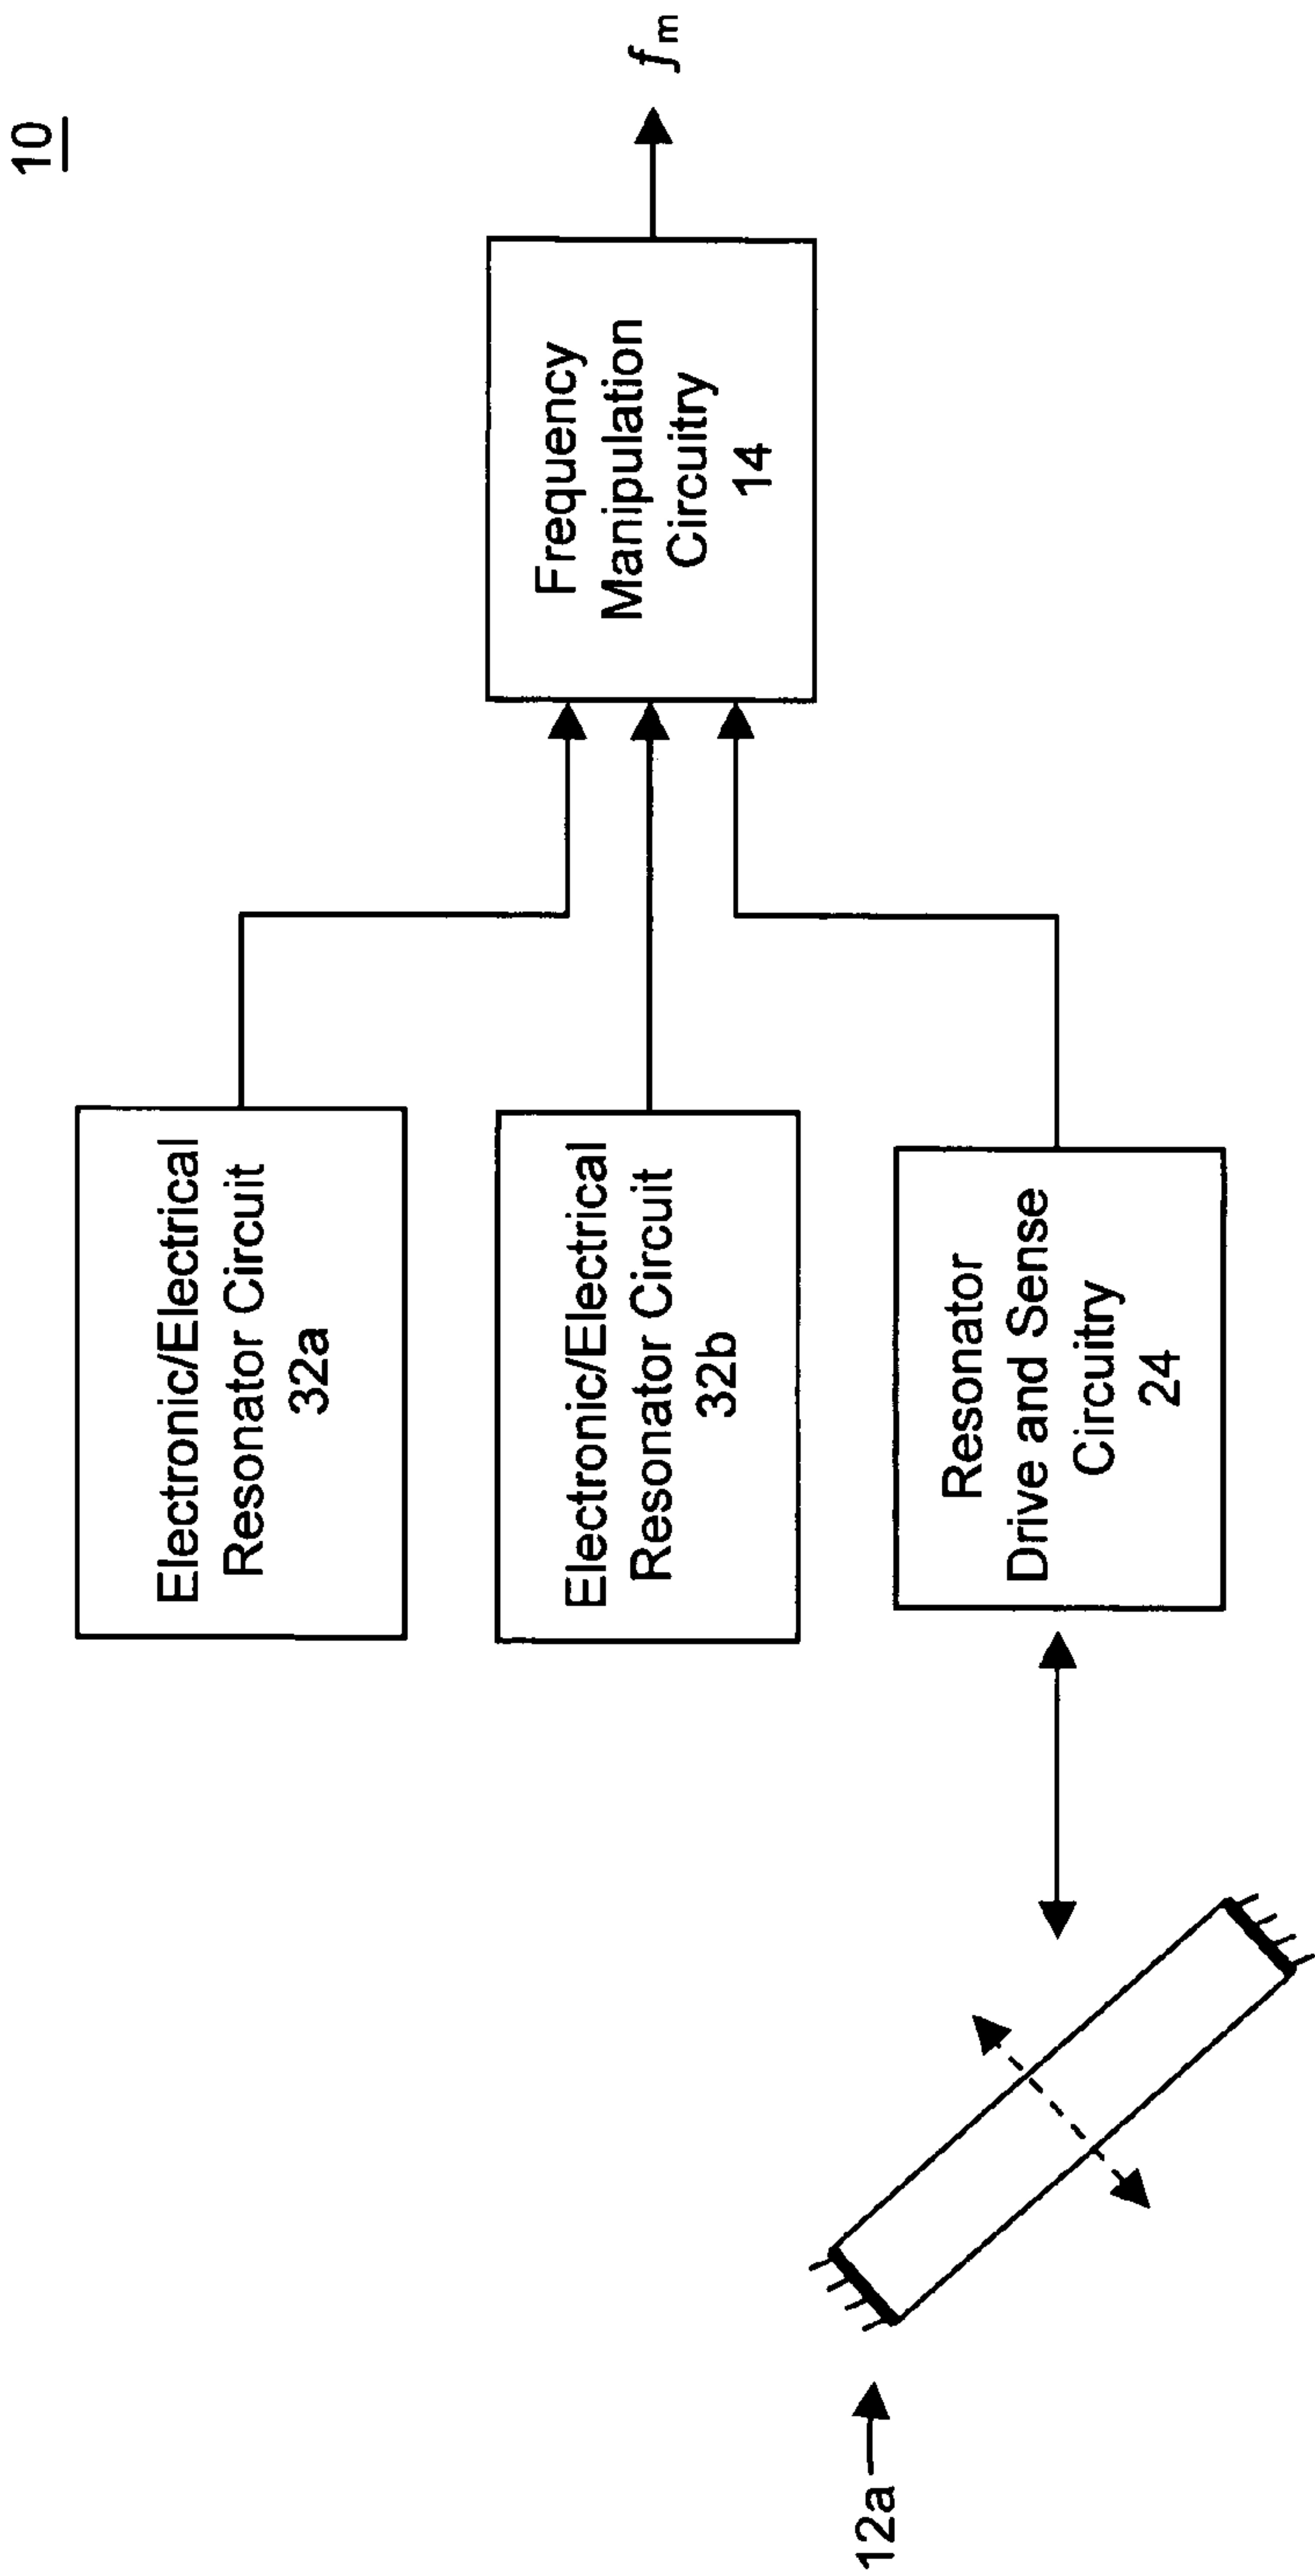 10
Electronic/Electrical
Resonator Circuit
32a
Electronic/Electrical
Resonator Circuit
32b
Frequency
Manipulation
Circuitry
14
fm
12a
Resonator
Drive and Sense
Circuitry
24